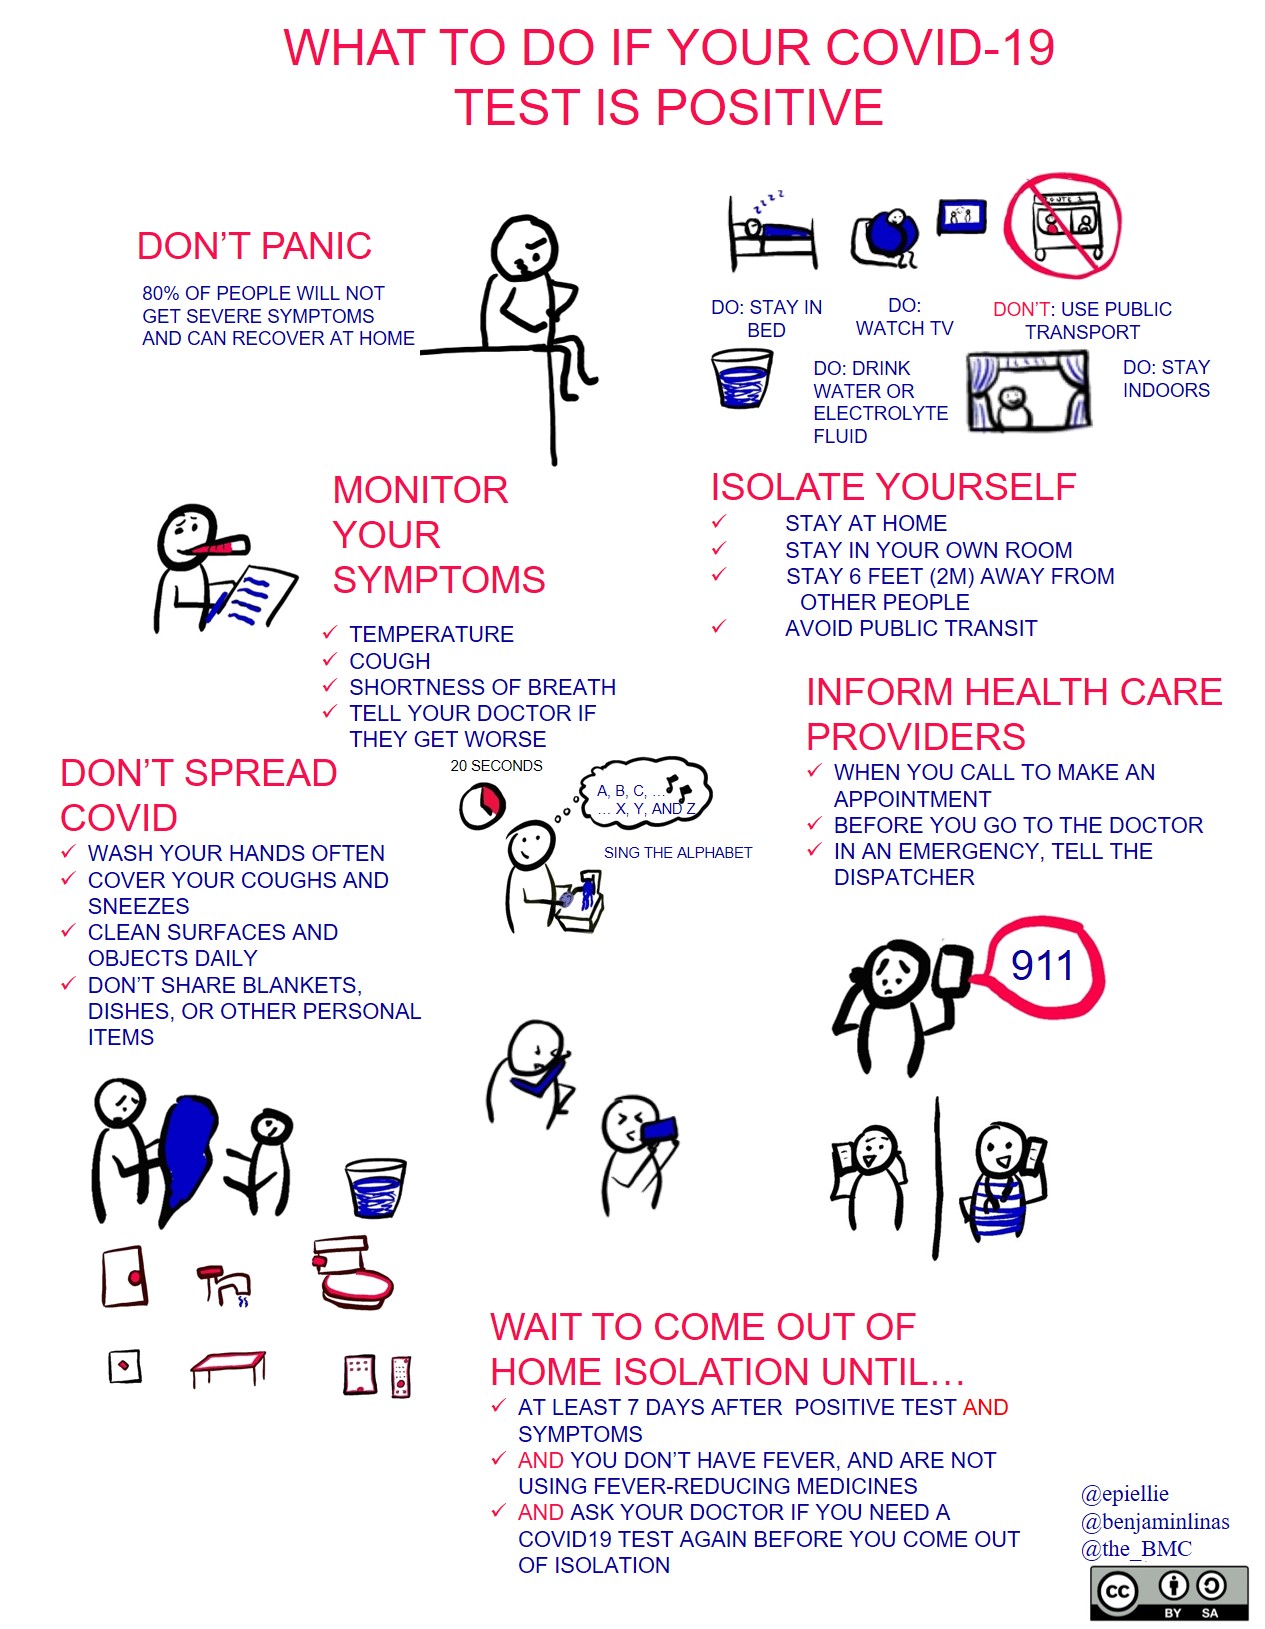 WHAT TO DO IF YOUR COVID-19
TEST IS POSITIVE
DON'T PANIC
80% OF PEOPLE WILL NOT
GET SEVERE SYMPTOMS
AND CAN RECOVER AT HOME
ROUTE 1
DO: STAY IN
BED
DO:
WATCH TV
DON'T: USE PUBLIC
TRANSPORT
DO: DRINK
WATER OR
ELECTROLYTE
FLUID
DO: STAY
INDOORS
MONITOR
YOUR
SYMPTOMS
✓ TEMPERATURE
✓ COUGH
✓ SHORTNESS OF BREATH
✓ TELL YOUR DOCTOR IF
THEY GET WORSE
ISOLATE YOURSELF
✓ STAY AT HOME
✓ STAY IN YOUR OWN ROOM
✓ STAY 6 FEET (2M) AWAY FROM
OTHER PEOPLE
✓ AVOID PUBLIC TRANSIT
INFORM HEALTH CARE
PROVIDERS
✓ WHEN YOU CALL TO MAKE AN
APPOINTMENT
✓ BEFORE YOU GO TO THE DOCTOR
✓ IN AN EMERGENCY, TELL THE
DISPATCHER
911
DON'T SPREAD
COVID
✓ WASH YOUR HANDS OFTEN
✓ COVER YOUR COUGHS AND
SNEEZES
✓ CLEAN SURFACES AND
OBJECTS DAILY
✓ DON'T SHARE BLANKETS,
DISHES, OR OTHER PERSONAL
ITEMS
20 SECONDS
A, B, C, ...
... X, Y, AND Z
SING THE ALPHABET
z z z z
WAIT TO COME OUT OF
HOME ISOLATION UNTIL…
✓ AT LEAST 7 DAYS AFTER POSITIVE TEST AND
SYMPTOMS
✓ AND YOU DON'T HAVE FEVER, AND ARE NOT
USING FEVER-REDUCING MEDICINES
✓ AND ASK YOUR DOCTOR IF YOU NEED A
COVID19 TEST AGAIN BEFORE YOU COME OUT
OF ISOLATION
@epiellie
@benjaminlinas
@the_BMC
cc
BY SA